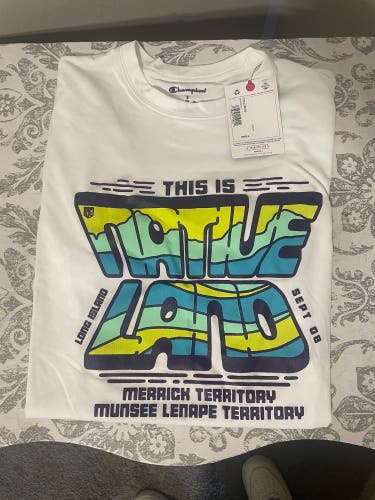 Champion
THIS IS
NATIVE
LAND
LONG ISLAND
SEPT 08
MERRICK TERRITORY
MUNSEE LENAPE TERRITORY